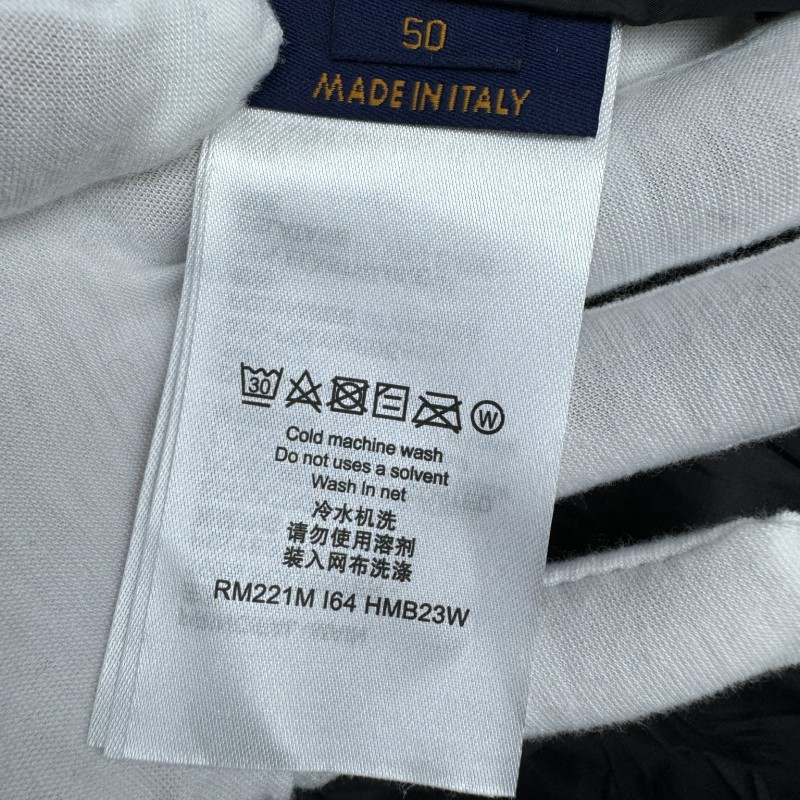 50
MADE IN ITALY
30
W
Cold machine wash
Do not uses a solvent
Wash In net
冷水机洗
请勿使用溶剂
装入网布洗涤
RM221M I64 HMB23W